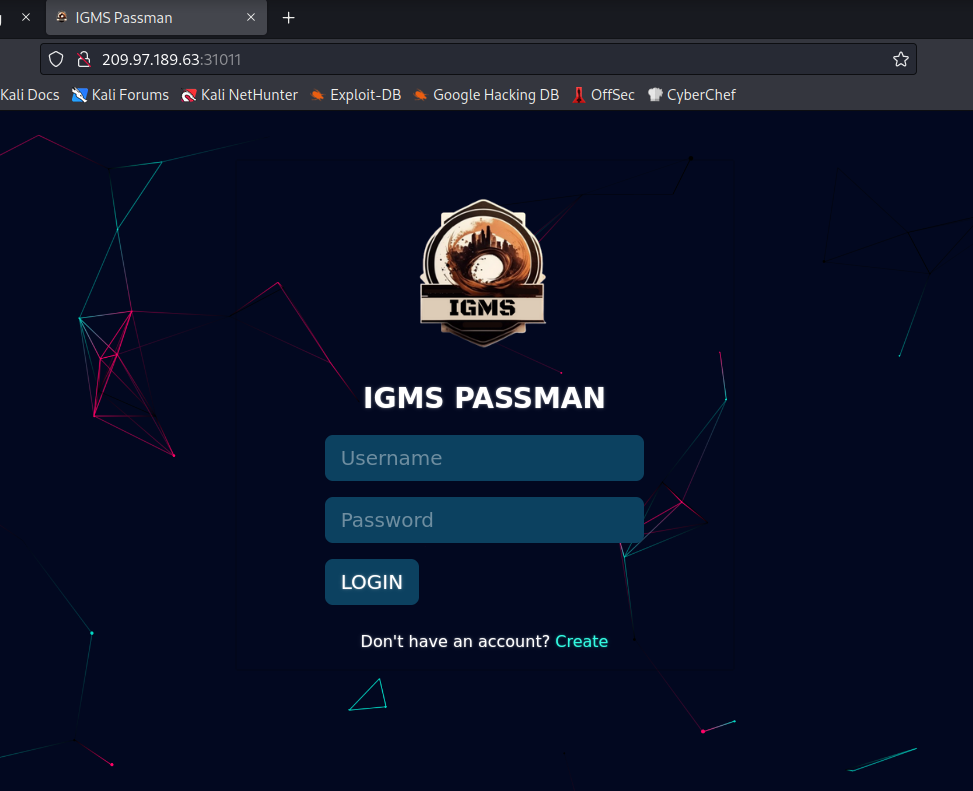 IGMS Passman
209.97.189.63:31011
Kali Docs Kali Forums Kali NetHunter Exploit-DB Google Hacking DB OffSec CyberChef
IGMS
IGMS PASSMAN
Username
Password
LOGIN
Don't have an account? Create